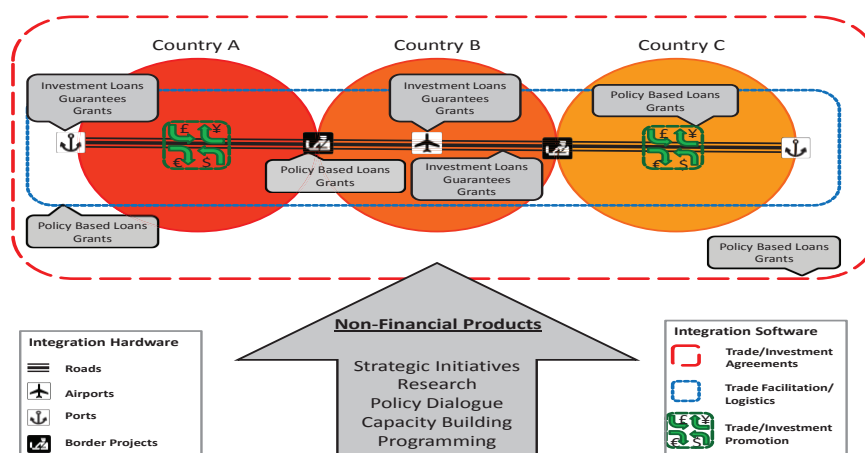 Country A
Country B
Country C
Investment Loans
Guarantees
Grants
Investment Loans
Guarantees
Grants
Policy Based Loans
Grants
£ ¥
€ $
£ ¥
€ $
Policy Based Loans
Grants
Investment Loans
Guarantees
Grants
Policy Based Loans
Grants
Policy Based Loans
Grants
Non-Financial Products
Strategic Initiatives
Research
Policy Dialogue
Capacity Building
Programming
Integration Hardware
Roads
Airports
Ports
Border Projects
Integration Software
Trade/Investment
Agreements
Trade Facilitation/
Logistics
£ ¥
€ $
Trade/Investment
Promotion